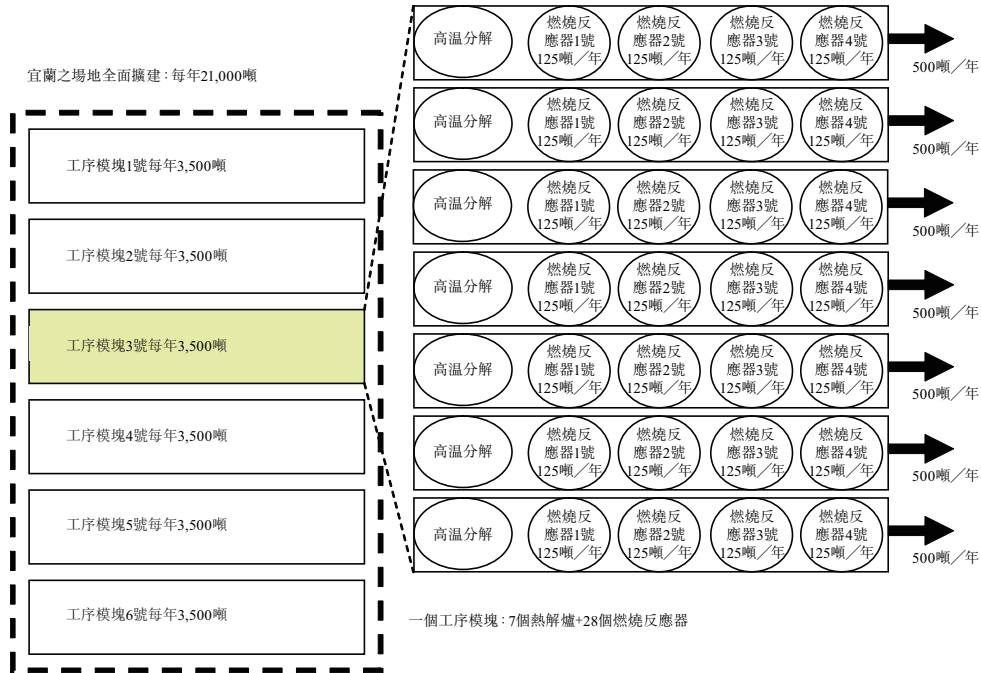 宜蘭之場地全面擴建：每年21,000噸
工序模塊1號每年3,500噸
工序模塊2號每年3,500噸
工序模塊3號每年3,500噸
工序模塊4號每年3,500噸
工序模塊5號每年3,500噸
工序模塊6號每年3,500噸
高温分解
燃燒反
應器1號
125噸／年
燃燒反
應器2號
125噸／年
燃燒反
應器3號
125噸／年
燃燒反
應器4號
125噸／年
500噸／年
高温分解
燃燒反
應器1號
125噸／年
燃燒反
應器2號
125噸／年
燃燒反
應器3號
125噸／年
燃燒反
應器4號
125噸／年
500噸／年
高温分解
燃燒反
應器1號
125噸／年
燃燒反
應器2號
125噸／年
燃燒反
應器3號
125噸／年
燃燒反
應器4號
125噸／年
500噸／年
高温分解
燃燒反
應器1號
125噸／年
燃燒反
應器2號
125噸／年
燃燒反
應器3號
125噸／年
燃燒反
應器4號
125噸／年
500噸／年
高温分解
燃燒反
應器1號
125噸／年
燃燒反
應器2號
125噸／年
燃燒反
應器3號
125噸／年
燃燒反
應器4號
125噸／年
500噸／年
高温分解
燃燒反
應器1號
125噸／年
燃燒反
應器2號
125噸／年
燃燒反
應器3號
125噸／年
燃燒反
應器4號
125噸／年
500噸／年
高温分解
燃燒反
應器1號
125噸／年
燃燒反
應器2號
125噸／年
燃燒反
應器3號
125噸／年
燃燒反
應器4號
125噸／年
500噸／年
一個工序模塊：7個熱解爐+28個燃燒反應器